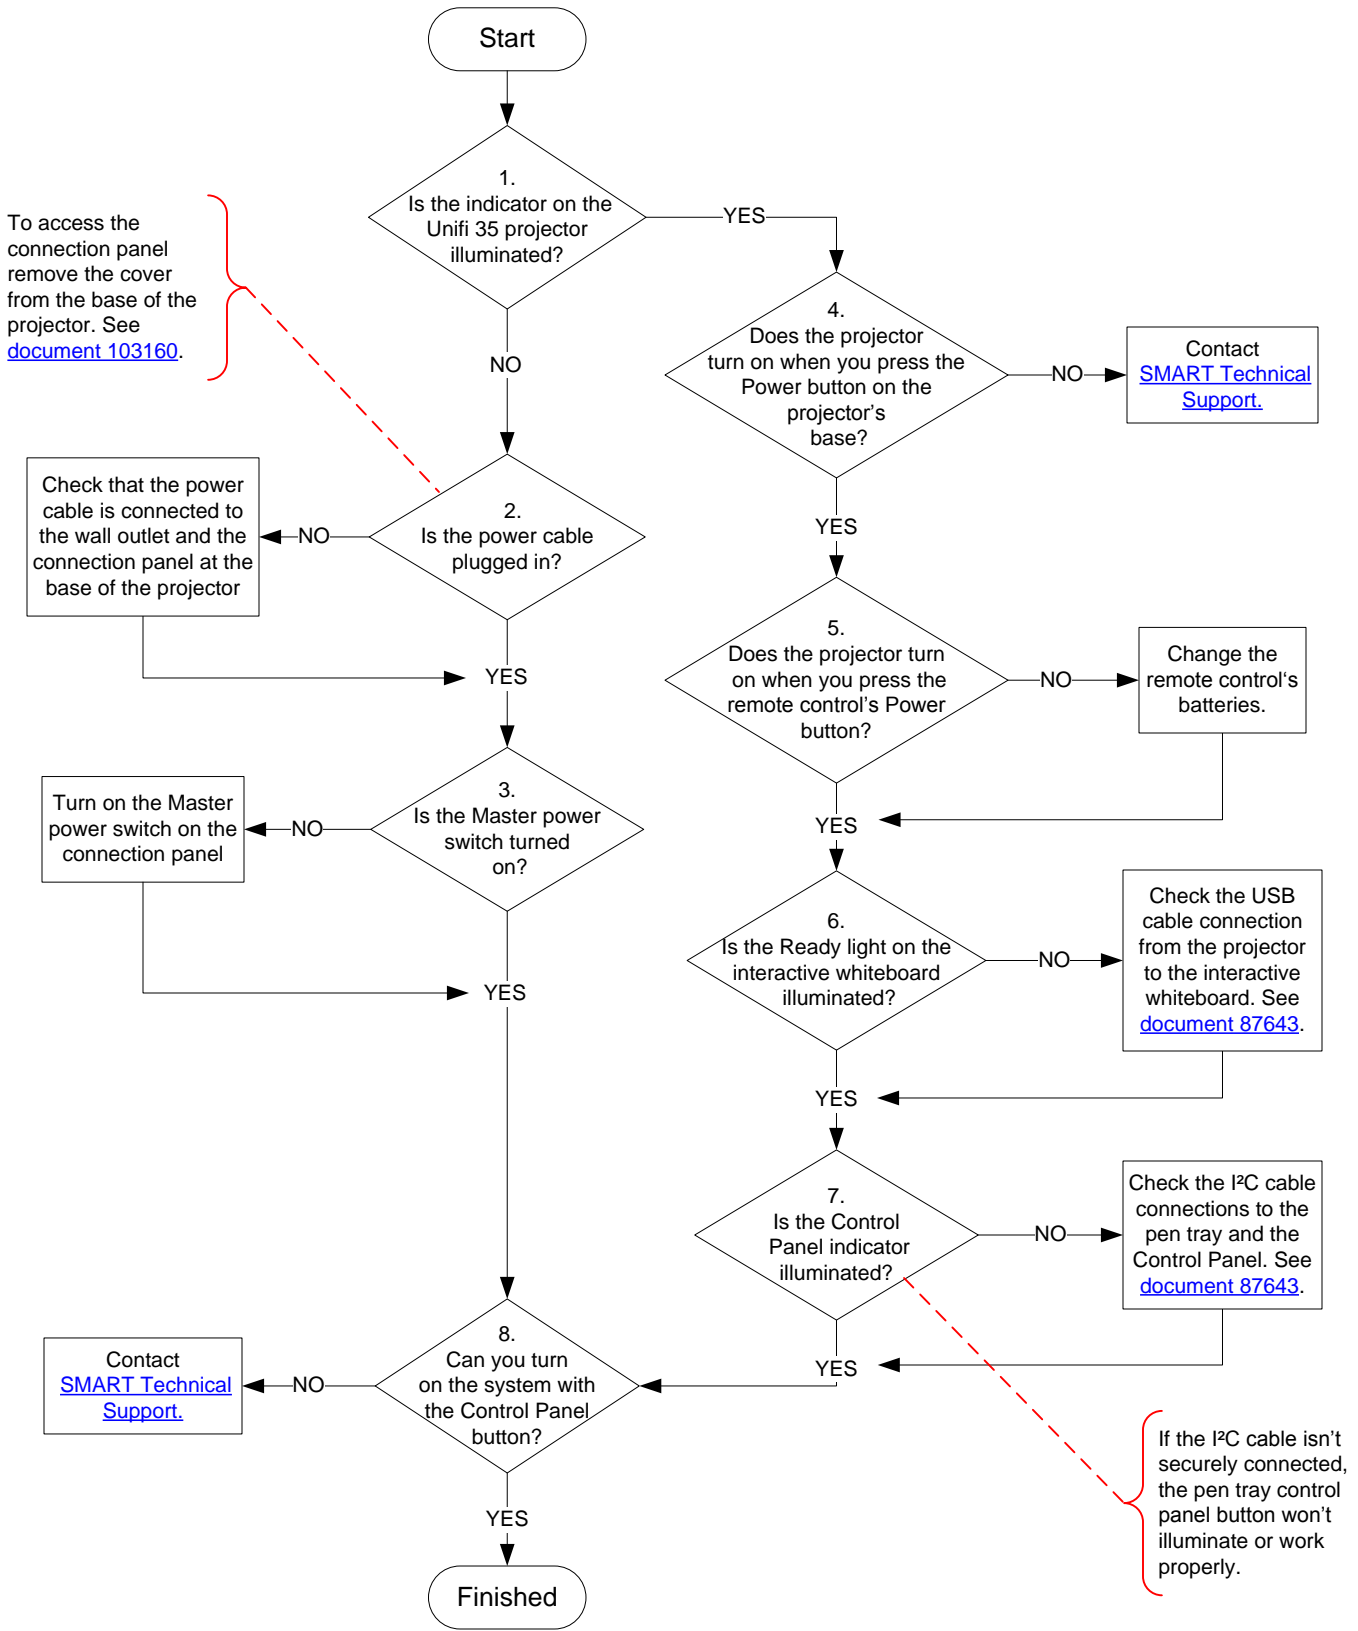 Start
1.
Is the indicator on the
Unifi 35 projector
illuminated?
YES
NO
To access the
connection panel
remove the cover
from the base of the
projector. See
document 103160.
2.
Is the power cable
plugged in?
NO
Check that the power
cable is connected to
the wall outlet and the
connection panel at the
base of the projector
YES
3.
Is the Master power
switch turned
on?
NO
Turn on the Master
power switch on the
connection panel
YES
4.
Does the projector
turn on when you press the
Power button on the
projector's
base?
NO
Contact
SMART Technical
Support.
YES
5.
Does the projector turn
on when you press the
remote control's Power
button?
NO
Change the
remote control‘s
batteries.
YES
6.
Is the Ready light on the
interactive whiteboard
illuminated?
NO
Check the USB
cable connection
from the projector
to the interactive
whiteboard. See
document 87643.
YES
7.
Is the Control
Panel indicator
illuminated?
NO
Check the I²C cable
connections to the
pen tray and the
Control Panel. See
document 87643.
YES
If the I²C cable isn't
securely connected,
the pen tray control
panel button won't
illuminate or work
properly.
8.
Can you turn
on the system with
the Control Panel
button?
NO
Contact
SMART Technical
Support.
YES
Finished